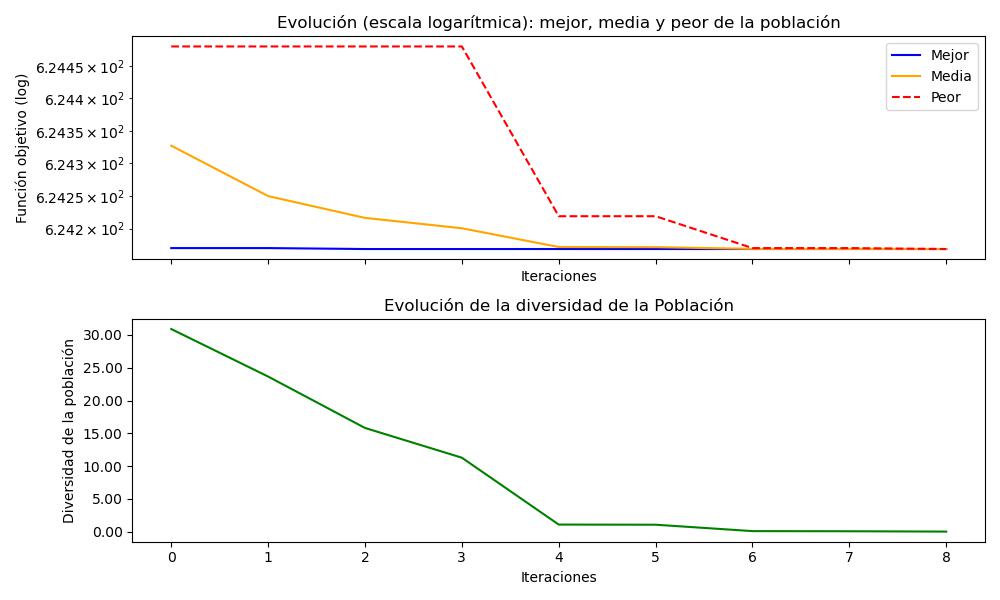 Evolución (escala logarítmica): mejor, media y peor de la población
Función objetivo (log)
6.2445 × 10²
6.244 × 10²
6.2435 × 10²
6.243 × 10²
6.2425 × 10²
6.242 × 10²
Mejor
Media
Peor
Iteraciones
Evolución de la diversidad de la Población
Diversidad de la población
30.00
25.00
20.00
15.00
10.00
5.00
0.00
0 1 2 3 4 5 6 7 8
Iteraciones